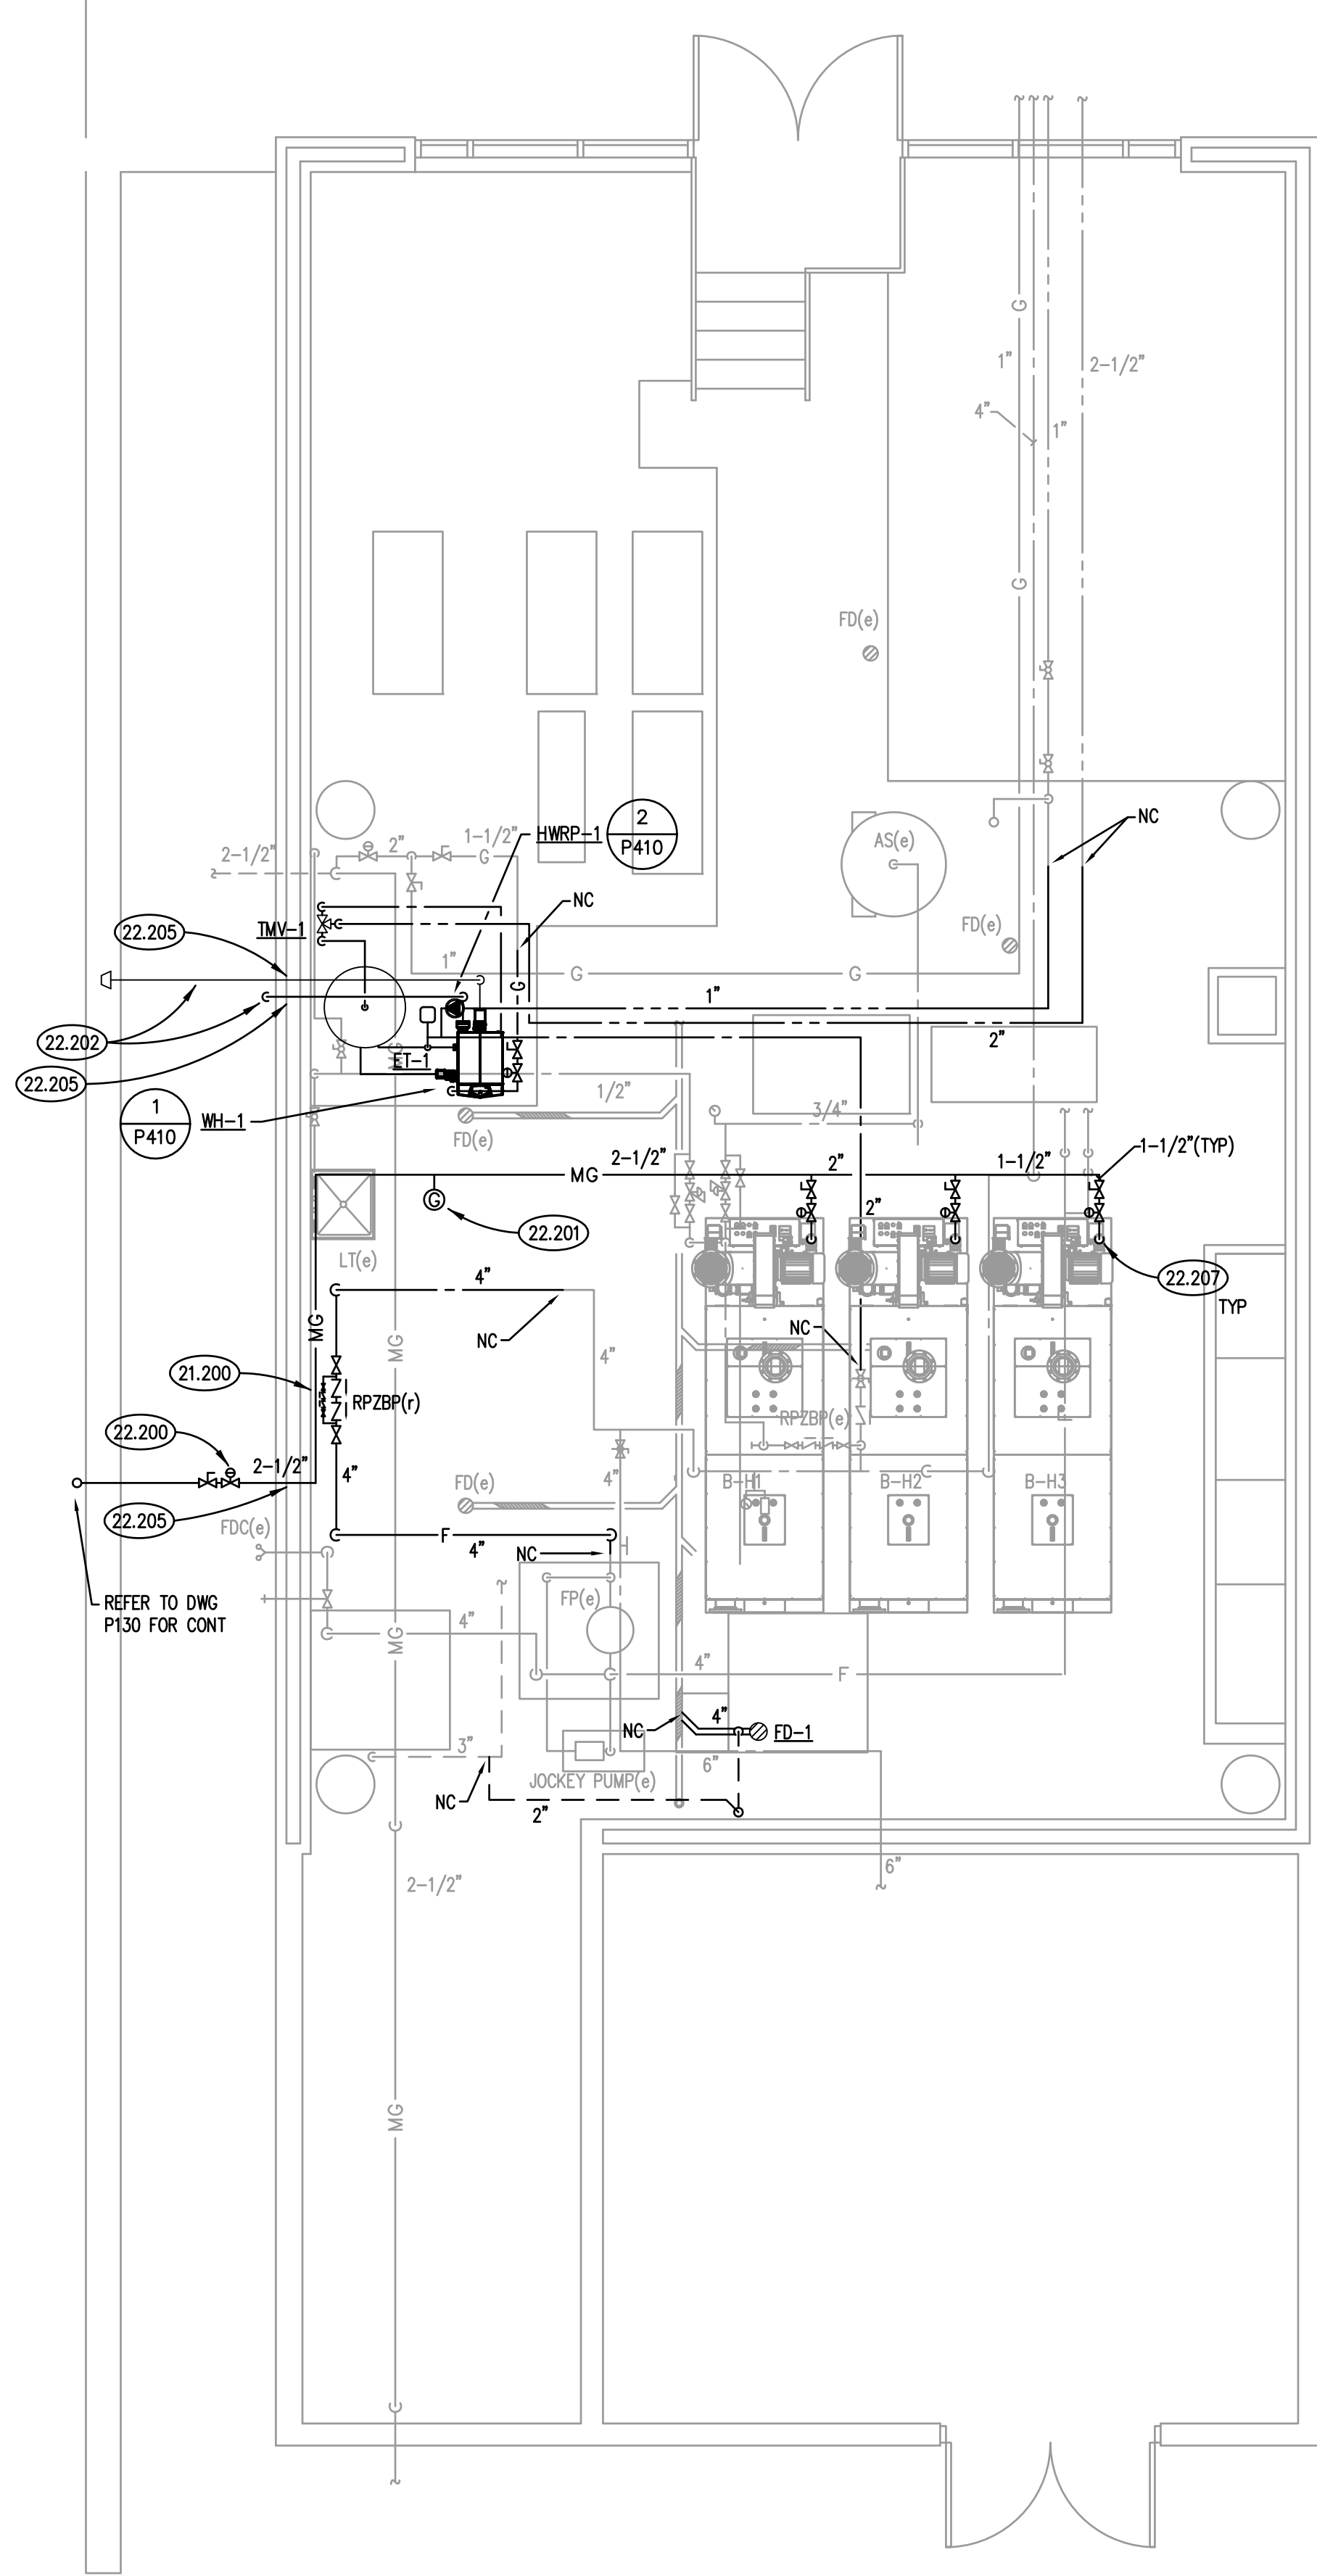 G
1"
2-1/2"
4"
1"
G
FD(e)
2
P410
HWRP-1
NC
2"
1-1/2"
G
2-1/2"
AS(e)
NC
22.205
TMV-1
FD(e)
1"
G
G
G
1"
22.202
2"
22.205
ET-1
MG
1/2"
1
P410
WH-1
3/4"
FD(e)
2-1/2"
MG
2"
1-1/2"
1-1/2"(TYP)
G
22.201
2"
LT(e)
4"
22.207
TYP
MG
MG
NC
NC
4"
21.200
RPZBP(r)
RPZBP(e)
22.200
2-1/2"
4"
4"
FD(e)
B-H1
B-H2
B-H3
22.205
FDC(e)
F
4"
NC
REFER TO DWG
P130 FOR CONT
FP(e)
4"
MG
4"
F
4"
NC
FD-1
3"
6"
JOCKEY PUMP(e)
NC
2"
6"
2-1/2"
MG